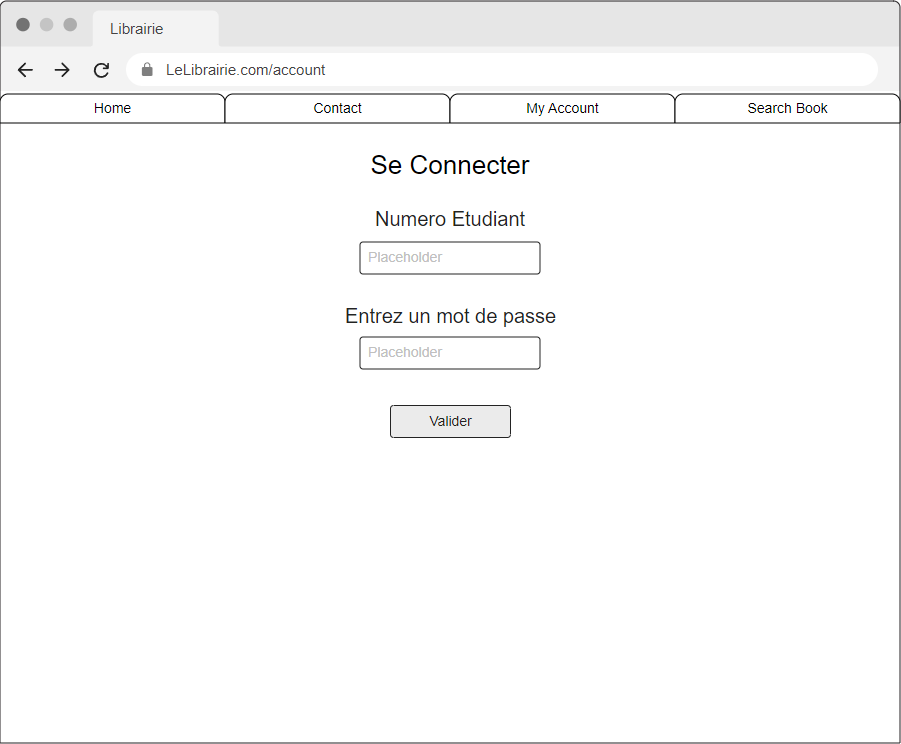 Librairie
LeLibrairie.com/account
Home Contact My Account Search Book
Se Connecter
Numero Etudiant
Placeholder
Entrez un mot de passe
Placeholder
Valider